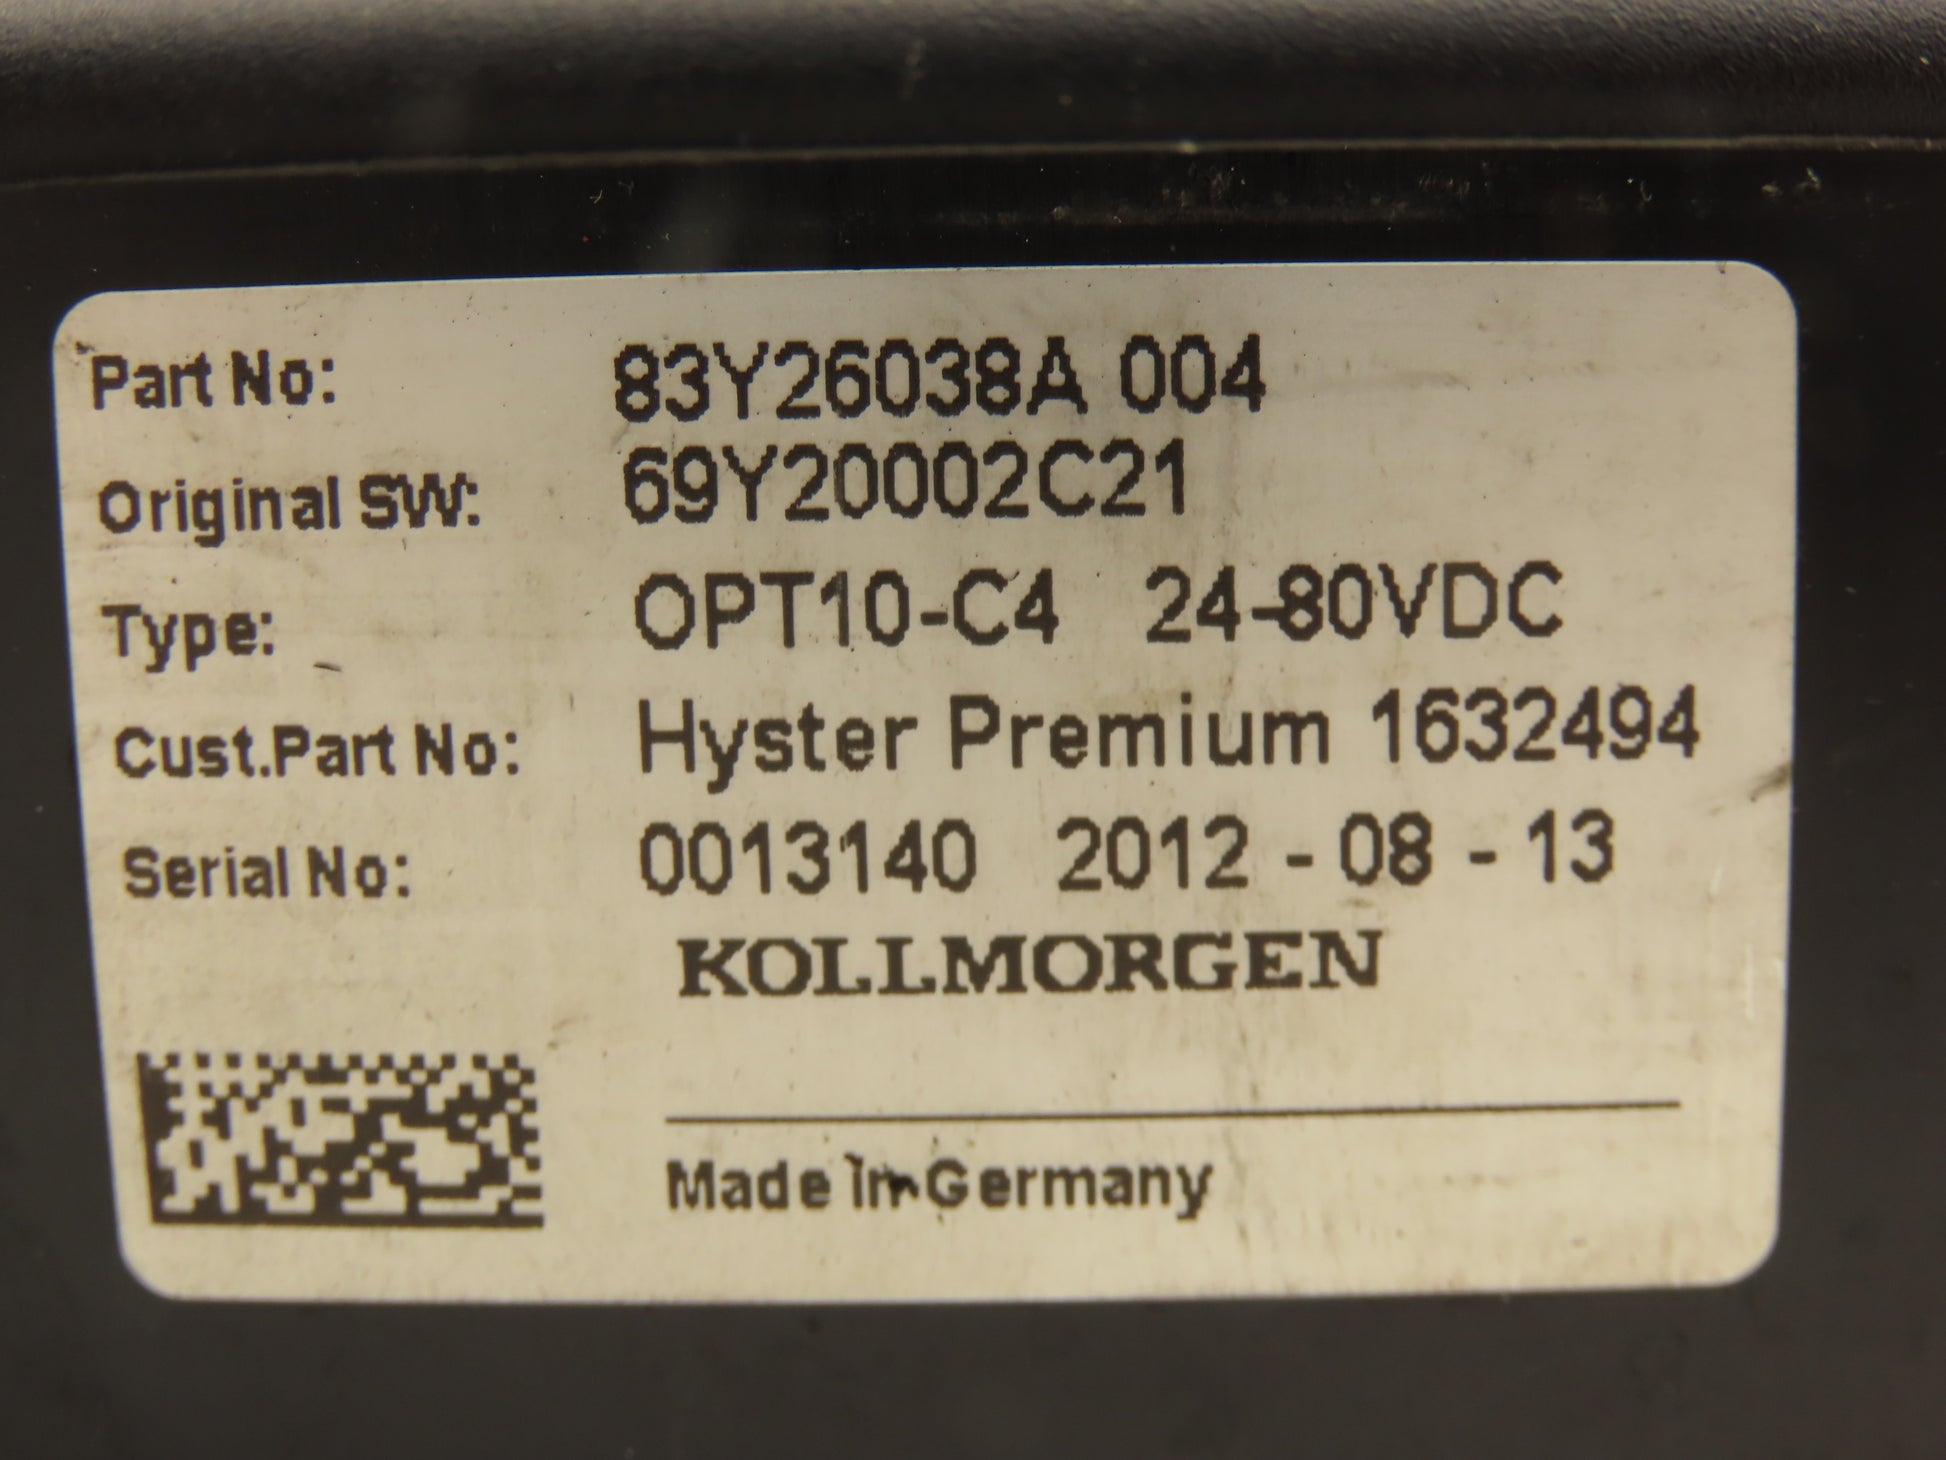 Part No: 83Y26038A 004
Original SW: 69Y20002C21
Type: OPT10-C4 24-80VDC
Cust.Part No: Hyster Premium 1632494
Serial No: 0013140 2012 - 08 - 13
KOLLMORGEN
Made in Germany